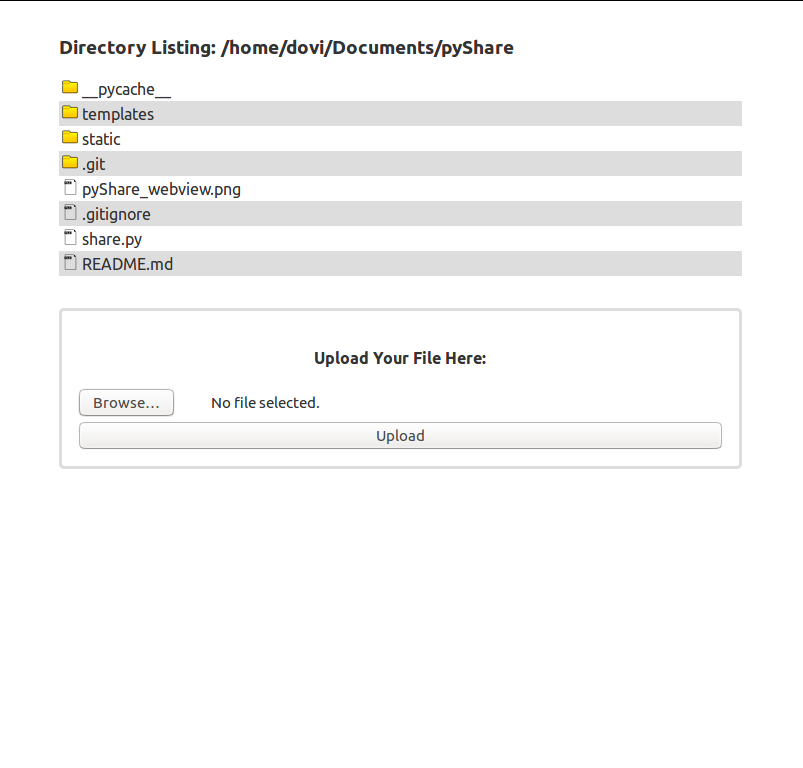 Directory Listing: /home/dovi/Documents/pyShare
__pycache__
templates
static
.git
pyShare_webview.png
.gitignore
share.py
README.md
Upload Your File Here:
Browse... No file selected.
Upload